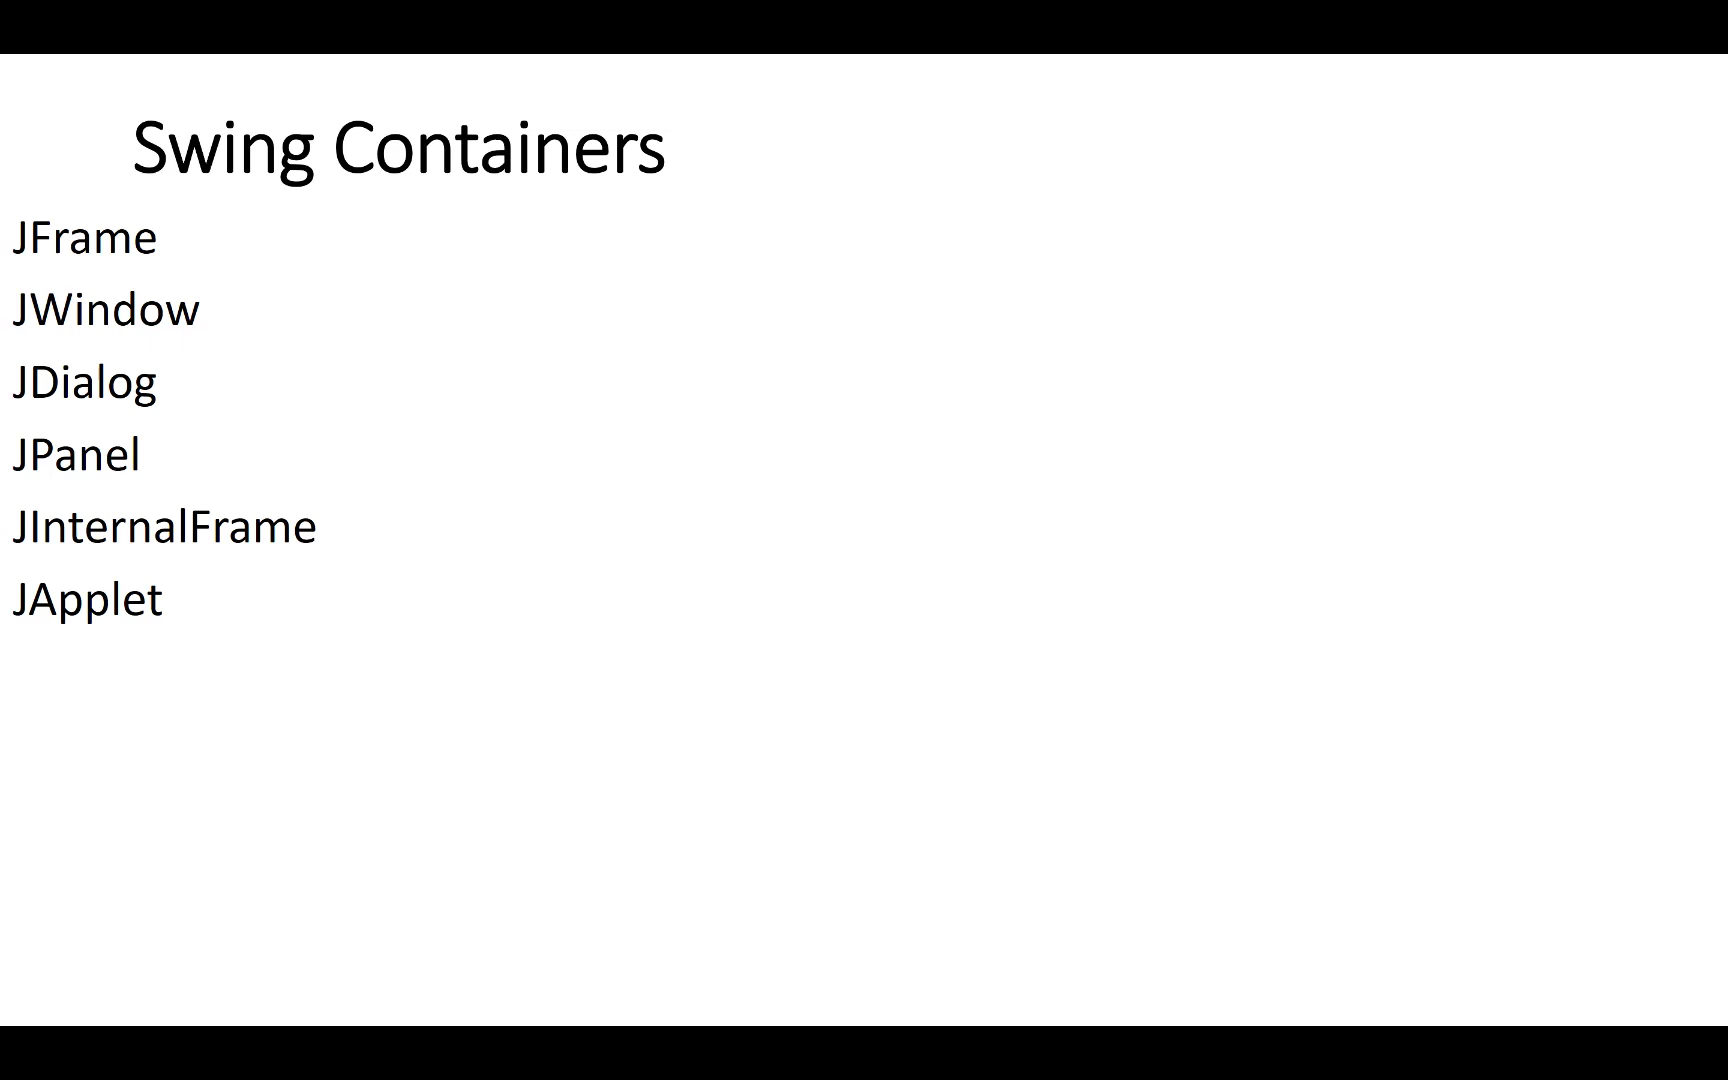 Swing Containers
JFrame
JWindow
JDialog
JPanel
JInternalFrame
JApplet